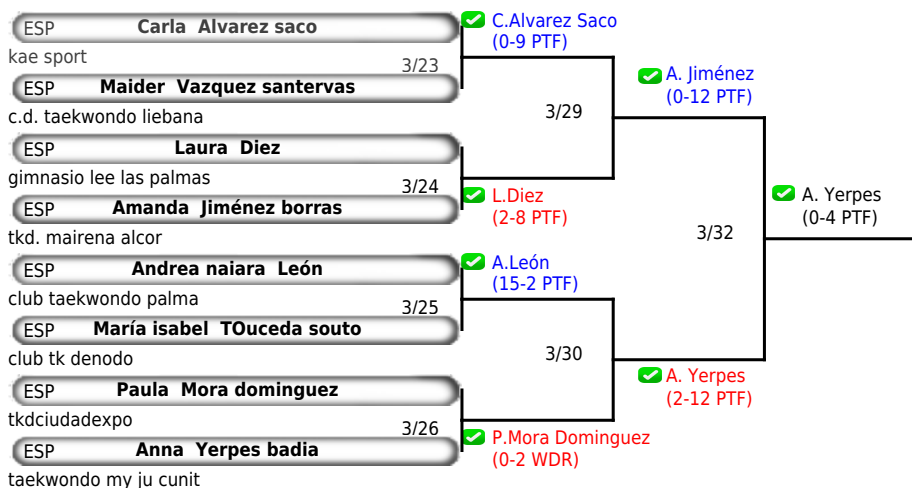 ESP Carla Alvarez saco
kae sport
3/23
ESP Maider Vazquez santervas
c.d. taekwondo liebana
ESP Laura Diez
gimnasio lee las palmas
3/24
ESP Amanda Jiménez borras
tkd. mairena alcor
ESP Andrea naiara León
club taekwondo palma
3/25
ESP María isabel TOuceda souto
club tk denodo
ESP Paula Mora dominguez
tkdciudadexpo
3/26
ESP Anna Yerpes badia
taekwondo my ju cunit
C.Alvarez Saco
(0-9 PTF)
3/29
L.Diez
(2-8 PTF)
A.León
(15-2 PTF)
3/30
P.Mora Dominguez
(0-2 WDR)
A. Jiménez
(0-12 PTF)
3/32
A. Yerpes
(2-12 PTF)
A. Yerpes
(0-4 PTF)